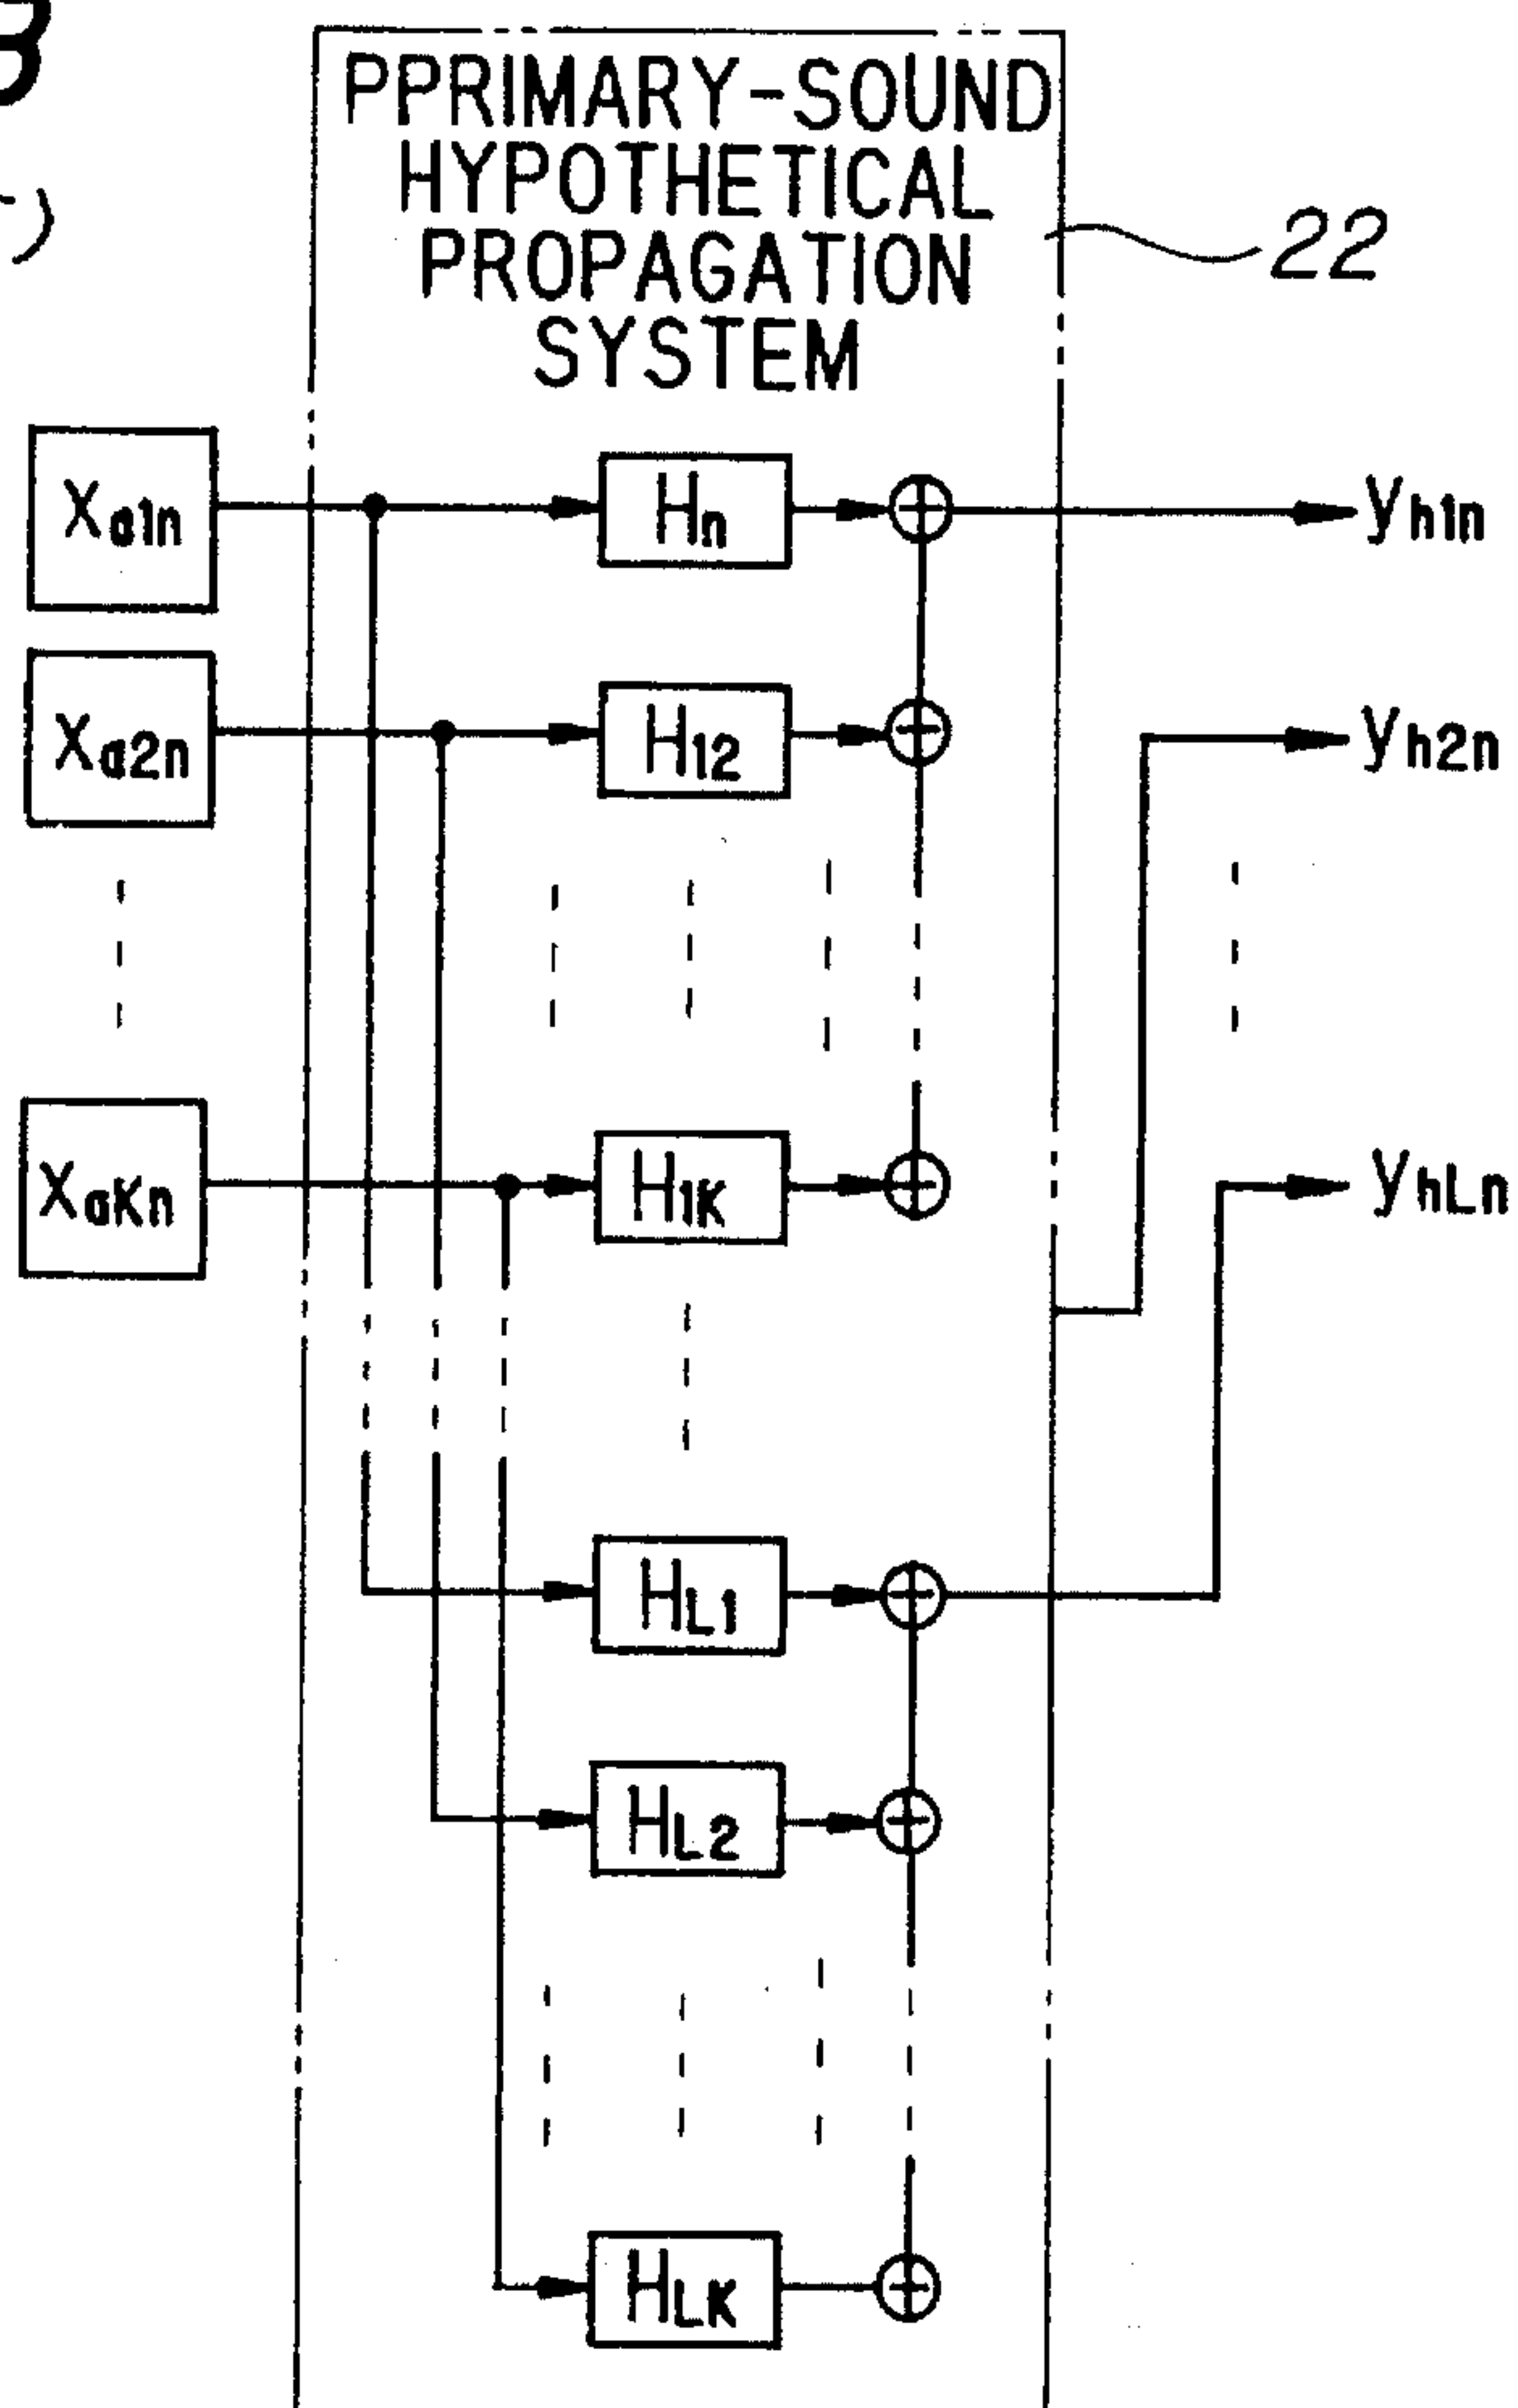 PPRIMARY-SOUND
HYPOTHETICAL
PROPAGATION
SYSTEM
22
Xa1n
Hn
yh1n
Xa2n
H12
yh2n
XaKn
H1K
yhLn
HL1
HL2
HLK